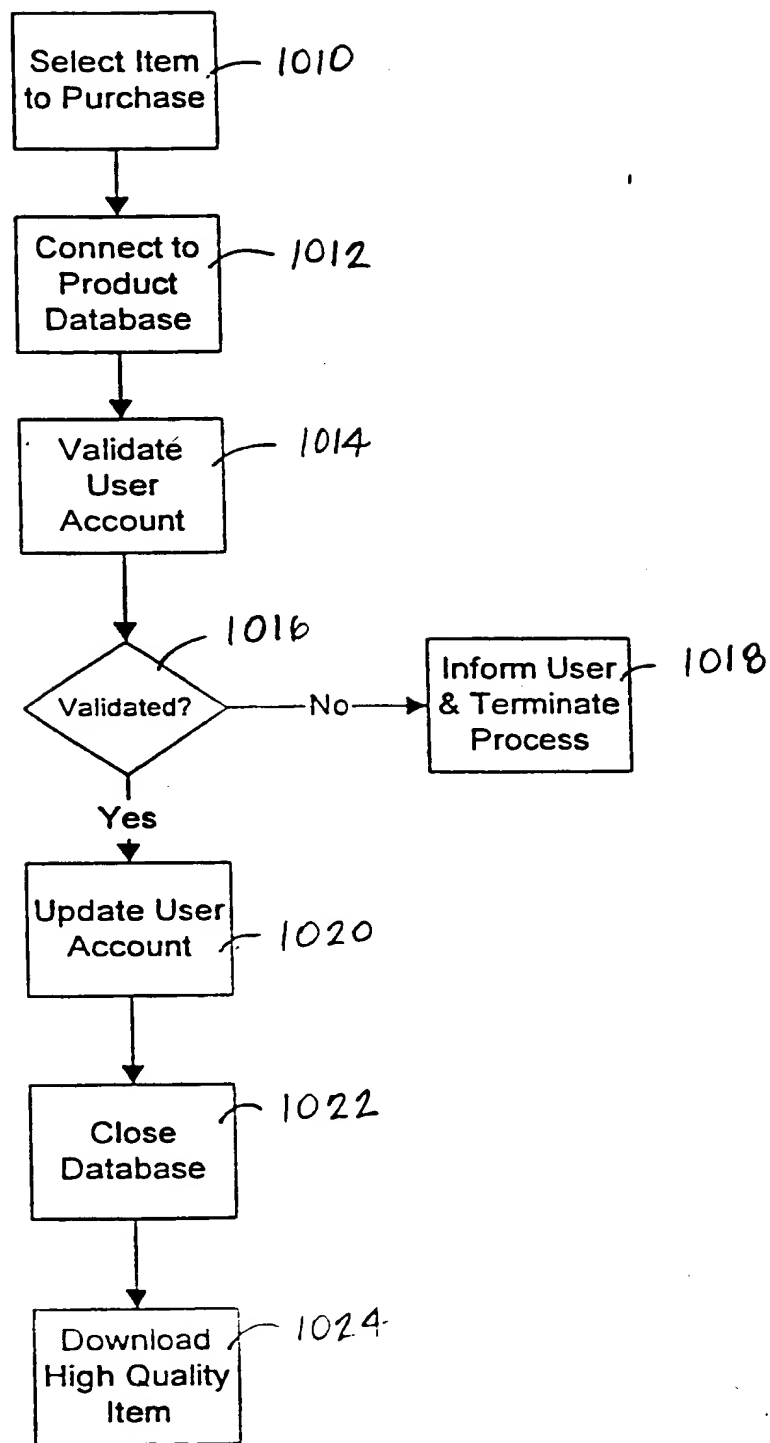 Select Item
to Purchase
1010
Connect to
Product
Database
1012
Validate
User
Account
1014
Validated?
1016
No
Inform User
& Terminate
Process
1018
Yes
Update User
Account
1020
Close
Database
1022
Download
High Quality
Item
1024